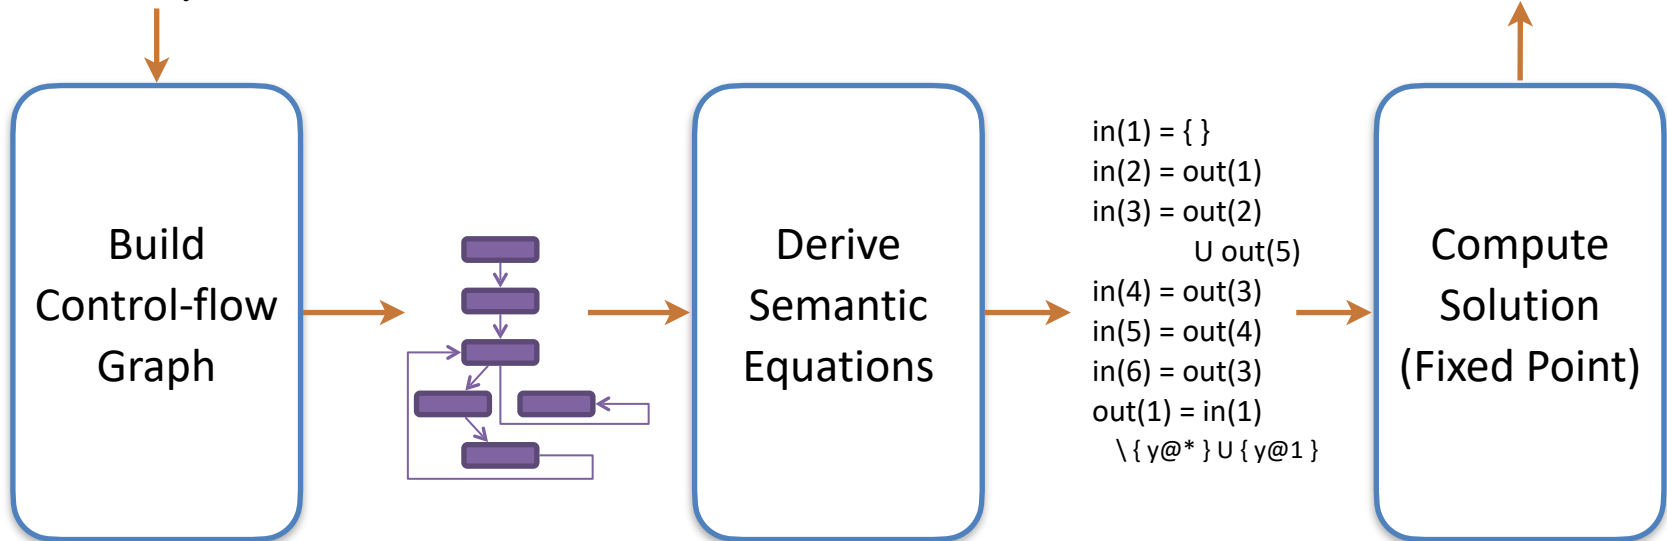 Build
Control-flow
Graph
Derive
Semantic
Equations
in(1) = { }
in(2) = out(1)
in(3) = out(2)
U out(5)
in(4) = out(3)
in(5) = out(4)
in(6) = out(3)
out(1) = in(1)
\ { y@* } U { y@1 }
Compute
Solution
(Fixed Point)